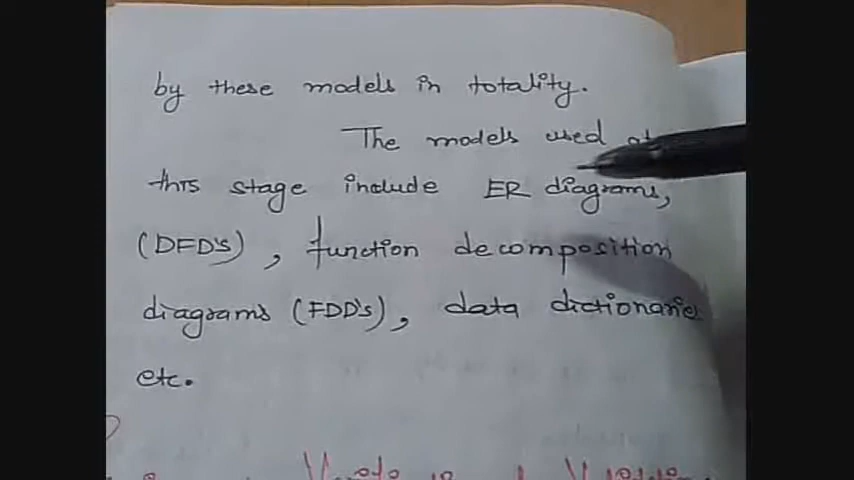 by these models in totality.
The models used at
this stage include ER diagrams,
(DFD's), function decomposition
diagrams (FDD's), data dictionaries
etc.